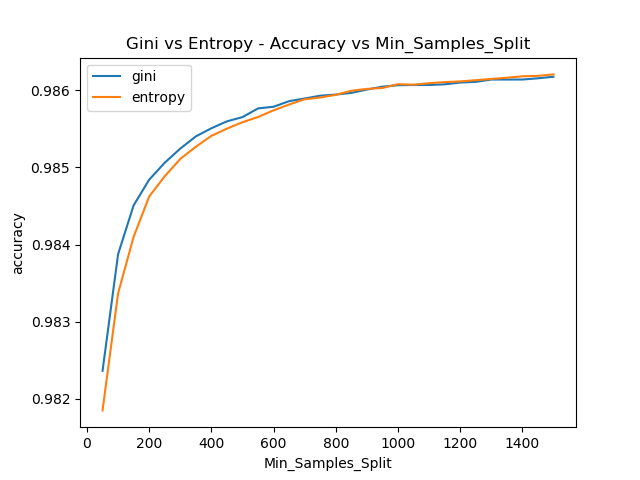 Gini vs Entropy - Accuracy vs Min_Samples_Split
gini
entropy
accuracy
0.986
0.985
0.984
0.983
0.982
0 200 400 600 800 1000 1200 1400
Min_Samples_Split